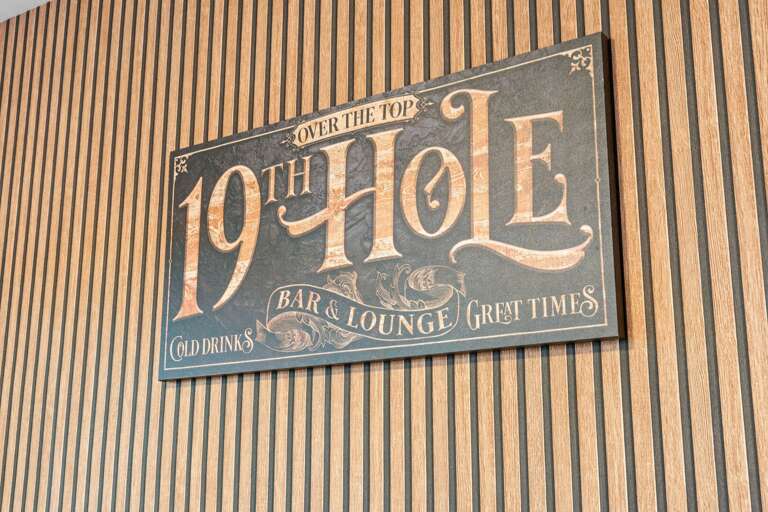 OVER THE TOP
19TH HOLE
BAR & LOUNGE
COLD DRINKS
GREAT TIMES